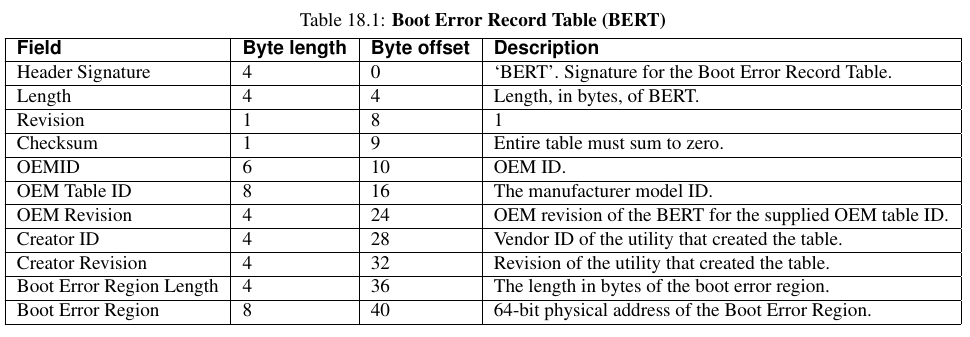 Table 18.1: Boot Error Record Table (BERT)
Field Byte length Byte offset Description
Header Signature 4 0 ‘BERT’. Signature for the Boot Error Record Table.
Length 4 4 Length, in bytes, of BERT.
Revision 1 8 1
Checksum 1 9 Entire table must sum to zero.
OEMID 6 10 OEM ID.
OEM Table ID 8 16 The manufacturer model ID.
OEM Revision 4 24 OEM revision of the BERT for the supplied OEM table ID.
Creator ID 4 28 Vendor ID of the utility that created the table.
Creator Revision 4 32 Revision of the utility that created the table.
Boot Error Region Length 4 36 The length in bytes of the boot error region.
Boot Error Region 8 40 64-bit physical address of the Boot Error Region.